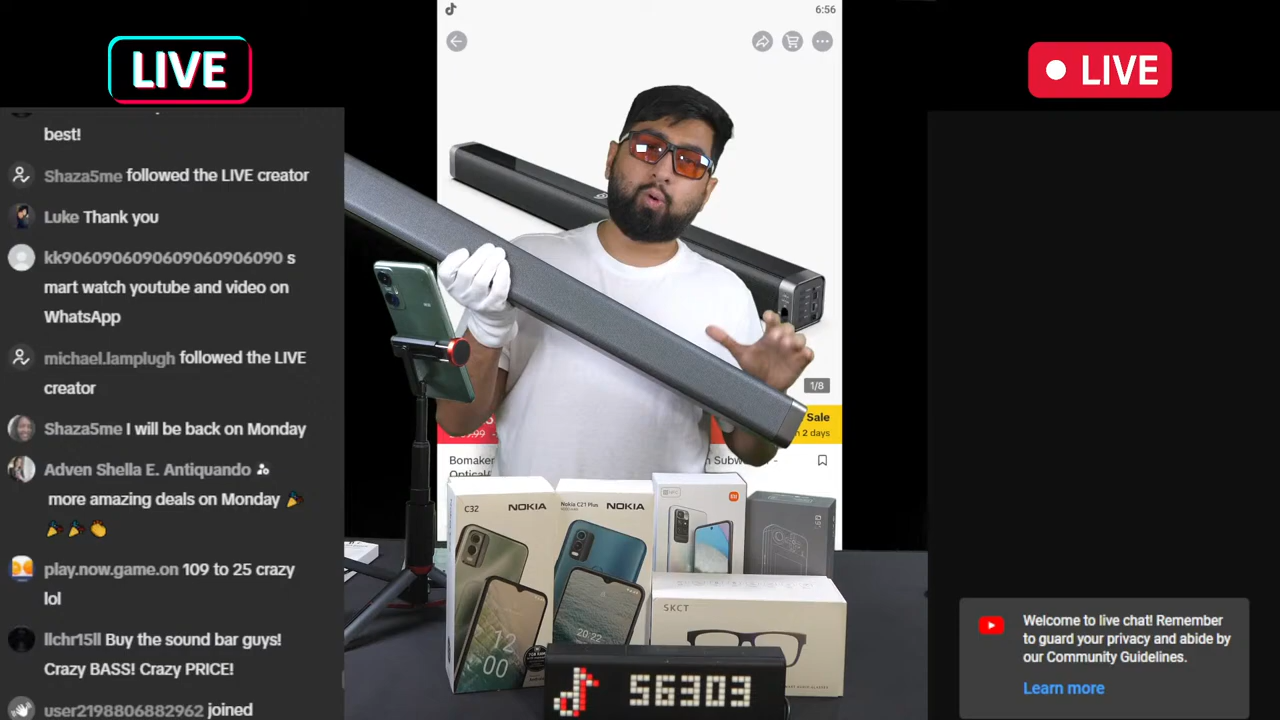 LIVE
best!
Shaza5me followed the LIVE creator
Luke Thank you
kk9060906090609060906090 s
mart watch youtube and video on
WhatsApp
michael.lamplugh followed the LIVE
creator
Shaza5me I will be back on Monday
Adven Shella E. Antiquando
more amazing deals on Monday
play.now.game.on 109 to 25 crazy
lol
llchr15ll Buy the sound bar guys!
Crazy BASS! Crazy PRICE!
user2198806882962 joined
6:56
1/8
Sale
2 days
Bomaker
Optical
C32
NOKIA
Nokia C21 Plus
NOKIA
SKCT
12
00
20:22
56303
LIVE
Welcome to live chat! Remember
to guard your privacy and abide by
our Community Guidelines.
Learn more